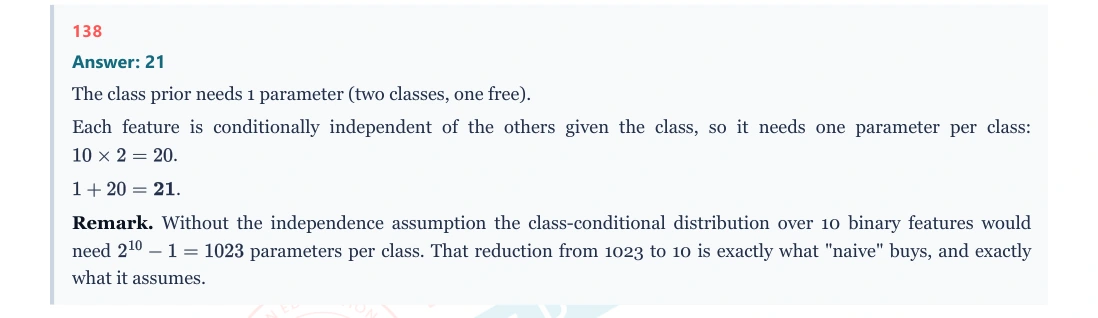 138
Answer: 21
The class prior needs 1 parameter (two classes, one free).
Each feature is conditionally independent of the others given the class, so it needs one parameter per class:
10 × 2 = 20.
1 + 20 = 21.
Remark. Without the independence assumption the class-conditional distribution over 10 binary features would
need 2¹⁰ − 1 = 1023 parameters per class. That reduction from 1023 to 10 is exactly what "naive" buys, and exactly
what it assumes.